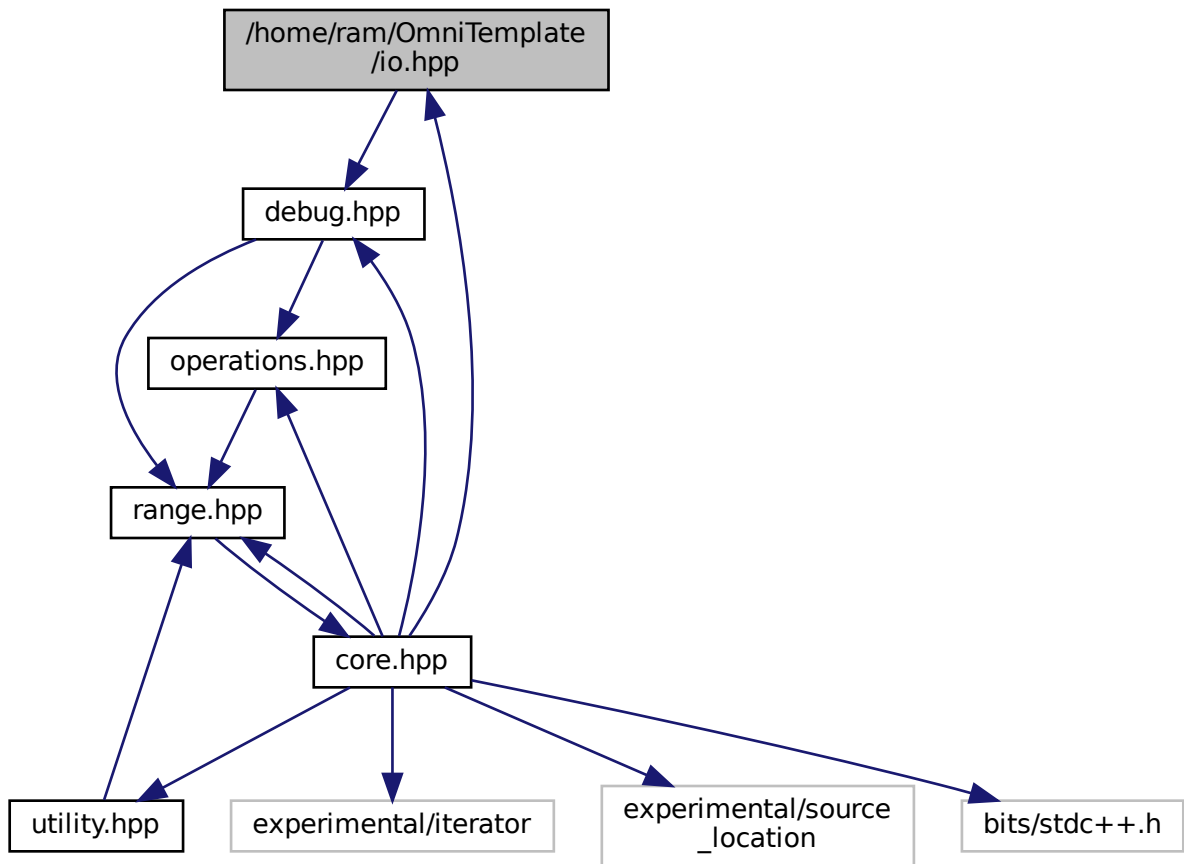 /home/ram/OmniTemplate
/io.hpp
debug.hpp
operations.hpp
range.hpp
core.hpp
utility.hpp
experimental/iterator
experimental/source
_location
bits/stdc++.h